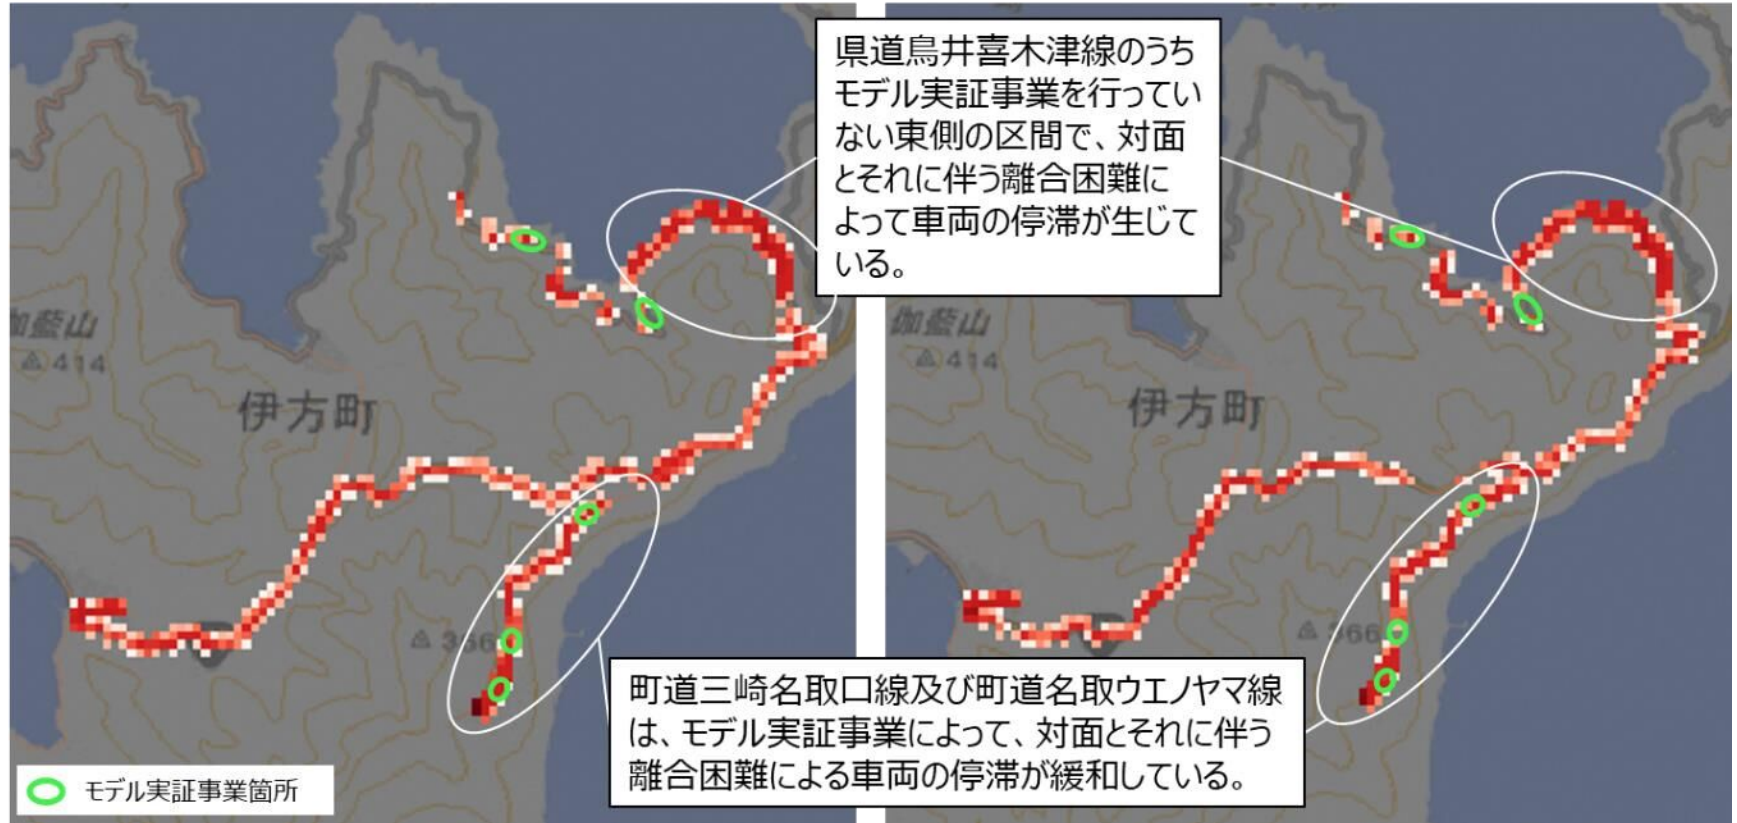 県道鳥井喜木津線のうち
モデル実証事業を行ってい
ない東側の区間で、対面
とそれに伴う離合困難に
よって車両の停滞が生じて
いる。
伽藍山
414
伊方町
366
伽藍山
414
伊方町
366
町道三崎名取口線及び町道名取ウエノヤマ線
は、モデル実証事業によって、対面とそれに伴う
離合困難による車両の停滞が緩和している。
モデル実証事業箇所